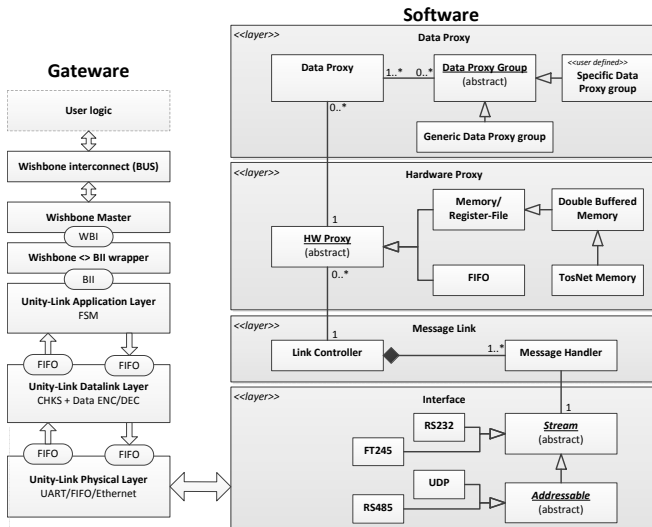 Software
Gateware
<<layer>>
Data Proxy
Data Proxy
1..*
0..*
Data Proxy Group
(abstract)
<<user defined>>
Specific Data
Proxy group
0..*
Generic Data Proxy group
User logic
Wishbone interconnect (BUS)
Wishbone Master
WBI
Wishbone <> BII wrapper
BII
Unity-Link Application Layer
FSM
FIFO
FIFO
Unity-Link Datalink Layer
CHKS + Data ENC/DEC
FIFO
FIFO
Unity-Link Physical Layer
UART/FIFO/Ethernet
<<layer>>
Hardware Proxy
Memory/
Register-File
Double Buffered
Memory
1
HW Proxy
(abstract)
FIFO
TosNet Memory
0..*
<<layer>>
Message Link
1
Link Controller
1..*
Message Handler
<<layer>>
Interface
1
RS232
Stream
(abstract)
FT245
UDP
RS485
Addressable
(abstract)